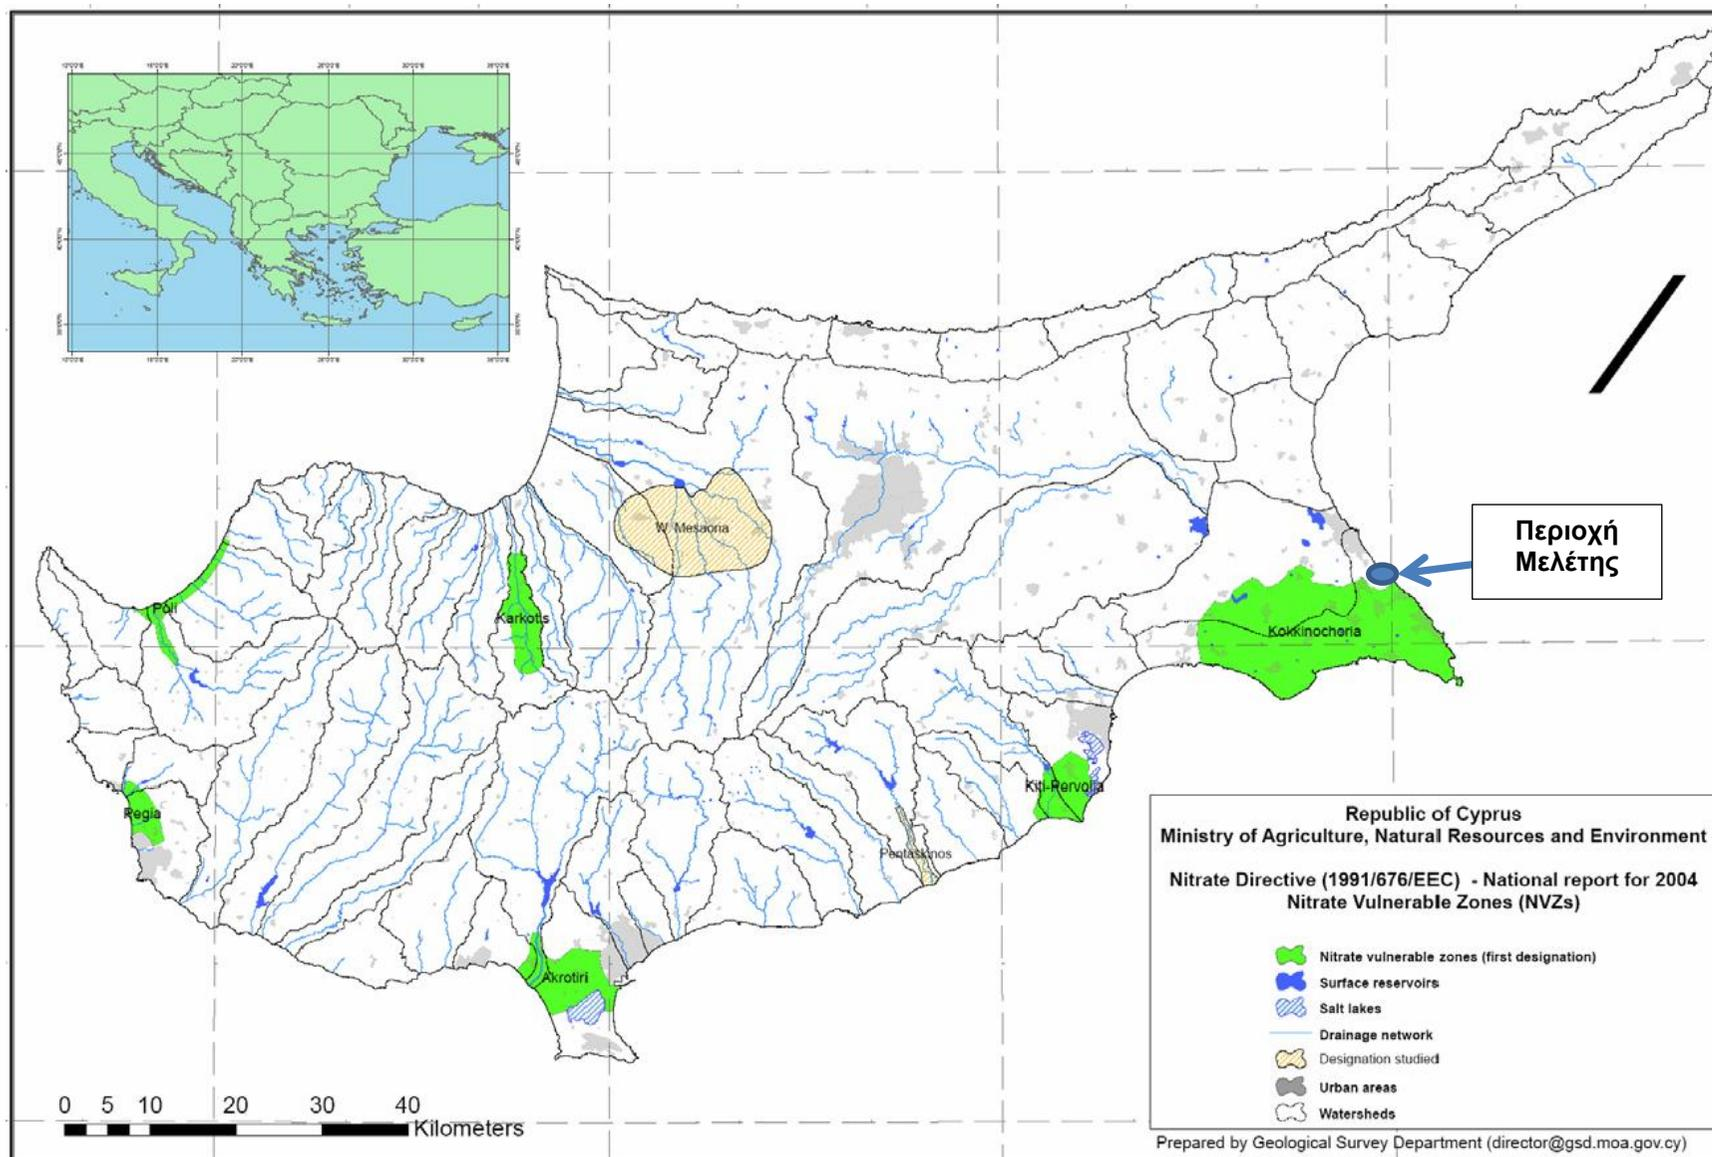 W. Mesaoria
Περιοχή
Μελέτης
Poli
Karkotis
Kokkinochoria
Kiti-Pervolia
Pegia
Pentaskinos
Akrotiri
Republic of Cyprus
Ministry of Agriculture, Natural Resources and Environment
Nitrate Directive (1991/676/EEC) - National report for 2004
Nitrate Vulnerable Zones (NVZs)
Nitrate vulnerable zones (first designation)
Surface reservoirs
Salt lakes
Drainage network
Designation studied
Urban areas
Watersheds
0 5 10 20 30 40
Kilometers
Prepared by Geological Survey Department (director@gsd.moa.gov.cy)